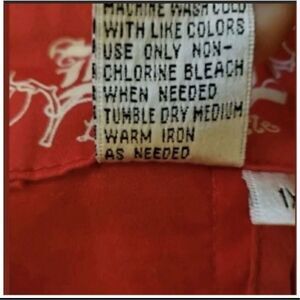 MACHINE WASH COLD
WITH LIKE COLORS
USE ONLY NON-
CHLORINE BLEACH
WHEN NEEDED
TUMBLE DRY MEDIUM
WARM IRON
AS NEEDED